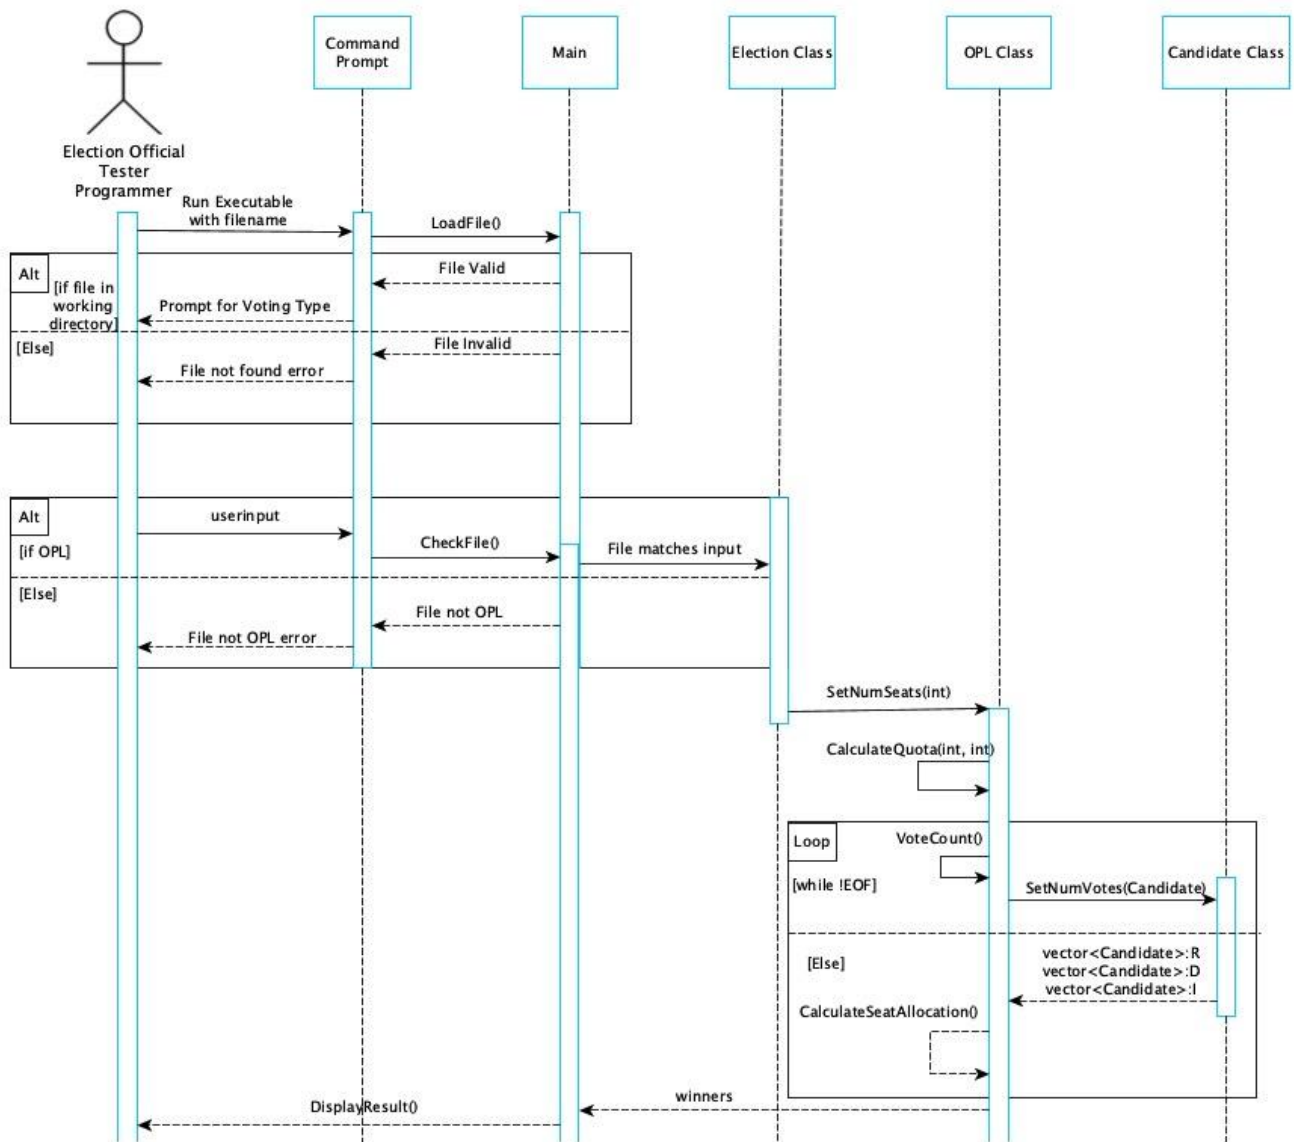 Command
Prompt
Main
Election Class
OPL Class
Candidate Class
Election Official
Tester
Programmer
Run Executable
with filename
LoadFile()
Alt
[if file in
working
directory]
File Valid
Prompt for Voting Type
[Else]
File Invalid
File not found error
Alt
userinput
[if OPL]
CheckFile()
File matches input
[Else]
File not OPL
File not OPL error
SetNumSeats(int)
CalculateQuota(int, int)
Loop
VoteCount()
[while !EOF]
SetNumVotes(Candidate)
[Else]
vector<Candidate>:R
vector<Candidate>:D
vector<Candidate>:I
CalculateSeatAllocation()
winners
DisplayResult()